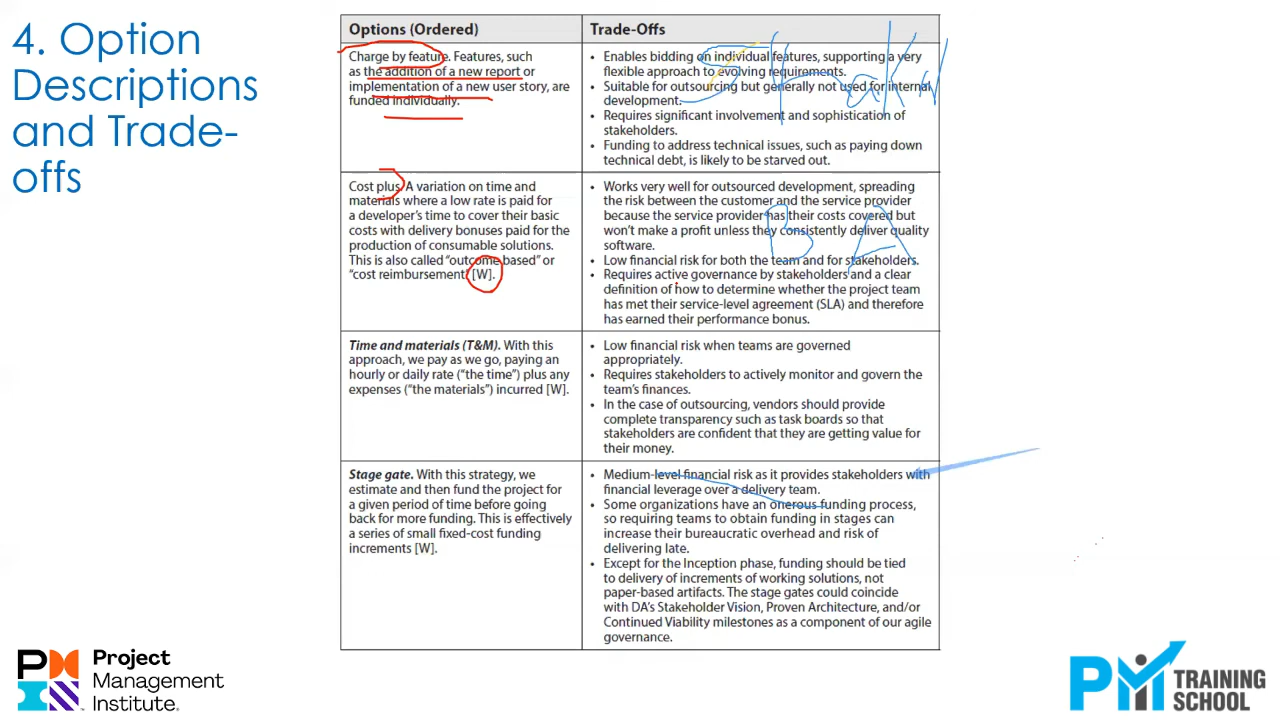 4. Option
Descriptions
and Trade-
offs
Options (Ordered)
Trade-Offs
Charge by feature. Features, such
as the addition of a new report or
implementation of a new user story, are
funded individually.
• Enables bidding on individual features, supporting a very
flexible approach to evolving requirements.
• Suitable for outsourcing but generally not used for internal
development.
• Requires significant involvement and sophistication of
stakeholders.
• Funding to address technical issues, such as paying down
technical debt, is likely to be starved out.
Cost plus. A variation on time and
materials where a low rate is paid for
a developer's time to cover their basic
costs with delivery bonuses paid for the
production of consumable solutions.
This is also called "outcome based" or
"cost reimbursement" [W].
• Works very well for outsourced development, spreading
the risk between the customer and the service provider
because the service provider has their costs covered but
won't make a profit unless they consistently deliver quality
software.
• Low financial risk for both the team and for stakeholders.
• Requires active governance by stakeholders and a clear
definition of how to determine whether the project team
has met their service-level agreement (SLA) and therefore
has earned their performance bonus.
B A
Time and materials (T&M). With this
approach, we pay as we go, paying an
hourly or daily rate ("the time") plus any
expenses ("the materials") incurred [W].
• Low financial risk when teams are governed
appropriately.
• Requires stakeholders to actively monitor and govern the
team's finances.
• In the case of outsourcing, vendors should provide
complete transparency such as task boards so that
stakeholders are confident that they are getting value for
their money.
Stage gate. With this strategy, we
estimate and then fund the project for
a given period of time before going
back for more funding. This is effectively
a series of small fixed-cost funding
increments [W].
• Medium-level financial risk as it provides stakeholders with
financial leverage over a delivery team.
• Some organizations have an onerous funding process,
so requiring teams to obtain funding in stages can
increase their bureaucratic overhead and risk of
delivering late.
• Except for the Inception phase, funding should be tied
to delivery of increments of working solutions, not
paper-based artifacts. The stage gates could coincide
with DA's Stakeholder Vision, Proven Architecture, and/or
Continued Viability milestones as a component of our agile
governance.
Project
Management
Institute.
PM
TRAINING
SCHOOL